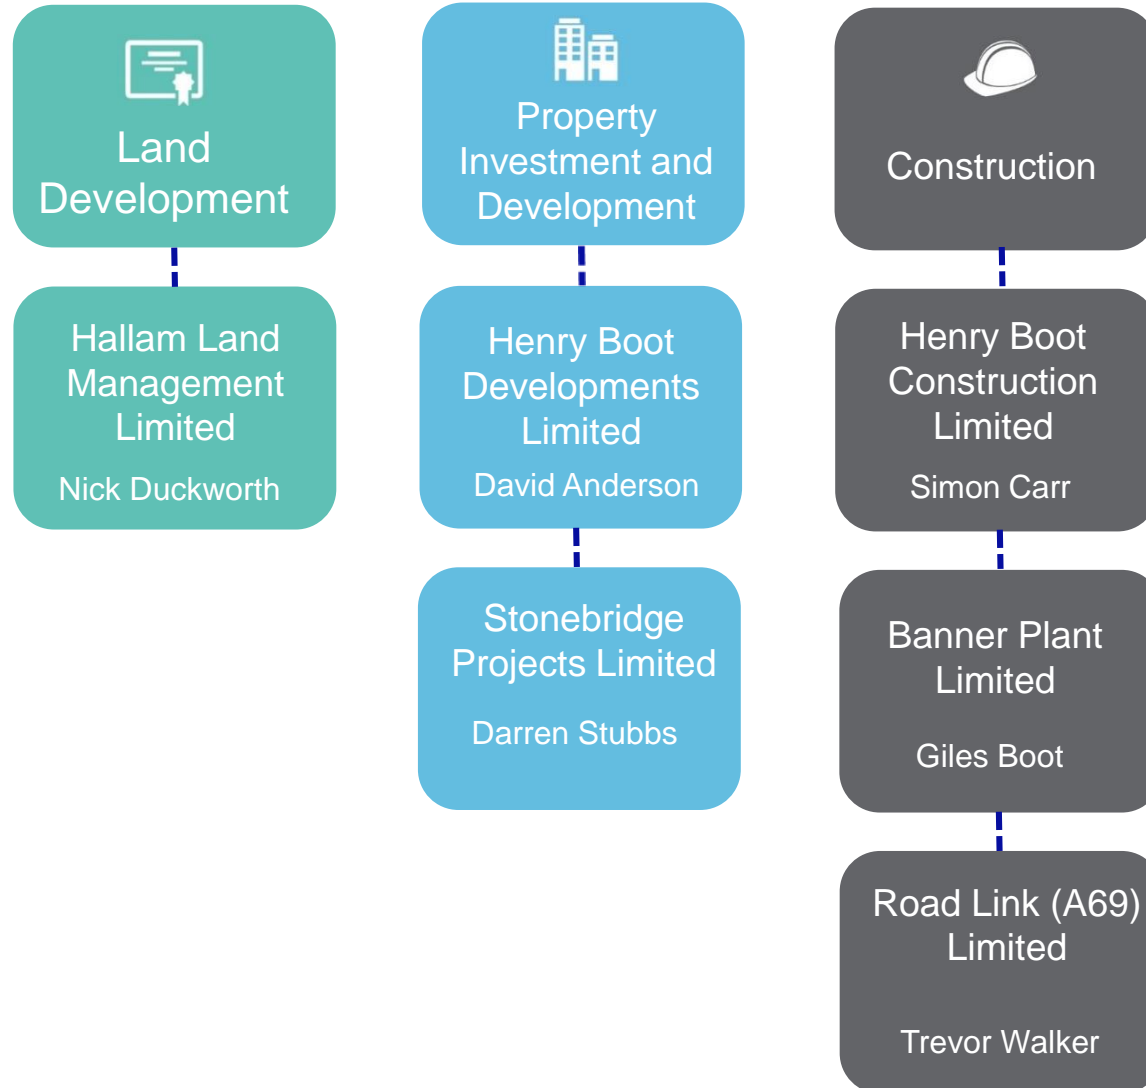 Land
Development
Hallam Land
Management
Limited
Nick Duckworth
Property
Investment and
Development
Henry Boot
Developments
Limited
David Anderson
Stonebridge
Projects Limited
Darren Stubbs
Construction
Henry Boot
Construction
Limited
Simon Carr
Banner Plant
Limited
Giles Boot
Road Link (A69)
Limited
Trevor Walker